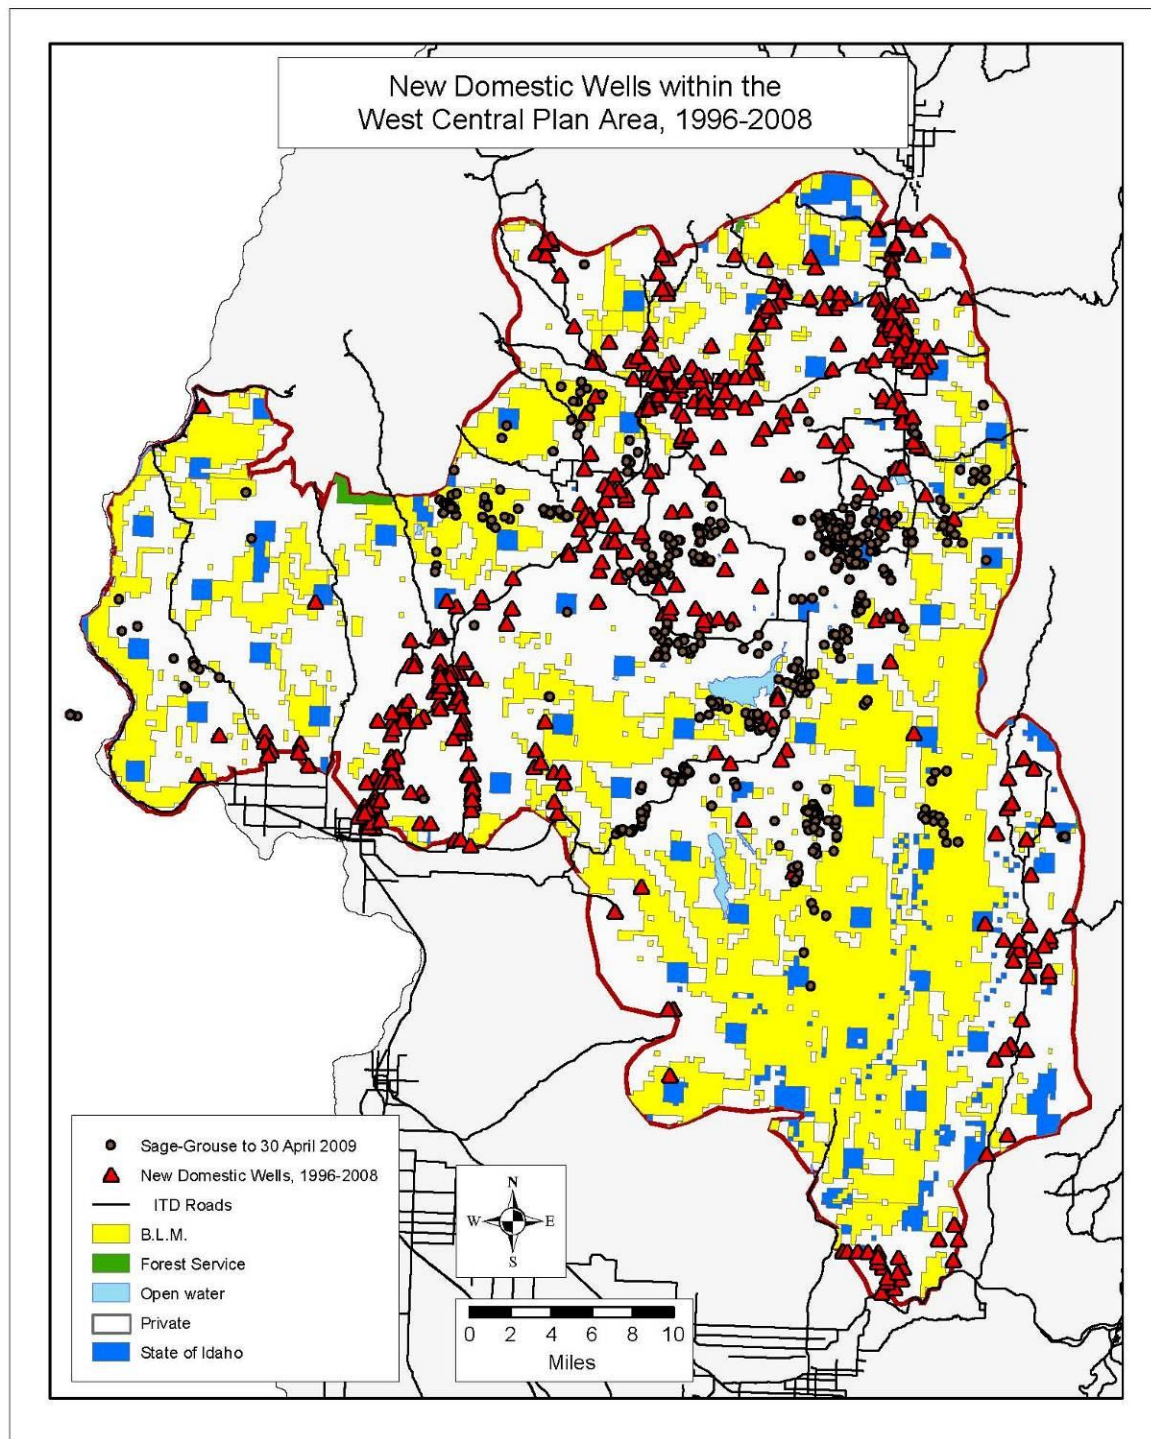 New Domestic Wells within the
West Central Plan Area, 1996-2008
Sage-Grouse to 30 April 2009
New Domestic Wells, 1996-2008
ITD Roads
B.L.M.
Forest Service
Open water
Private
State of Idaho
N
W E
S
0 2 4 6 8 10
Miles